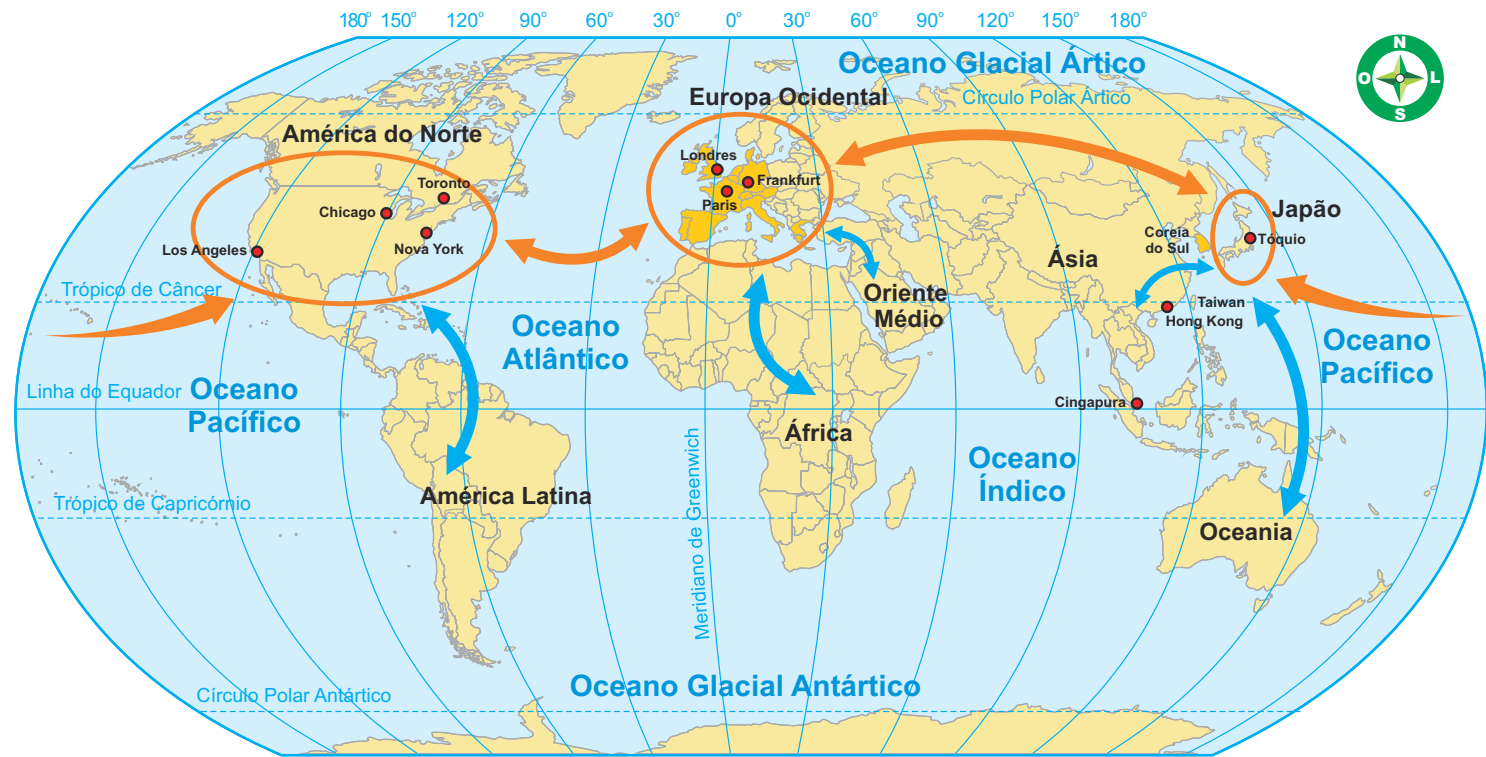 180° 150° 120° 90° 60° 30° 0° 30° 60° 90° 120° 150° 180°
N
O
L
S
Oceano Glacial Ártico
Europa Ocidental
Círculo Polar Ártico
América do Norte
Londres
Frankfurt
Paris
Toronto
Chicago
Nova York
Los Angeles
Japão
Tóquio
Coreia
do Sul
Ásia
Trópico de Câncer
Oriente
Médio
Taiwan
Hong Kong
Oceano
Atlântico
Oceano
Pacífico
Linha do Equador
Oceano
Pacífico
Cingapura
África
Meridiano de Greenwich
Oceano
Índico
América Latina
Trópico de Capricórnio
Oceania
Círculo Polar Antártico
Oceano Glacial Antártico